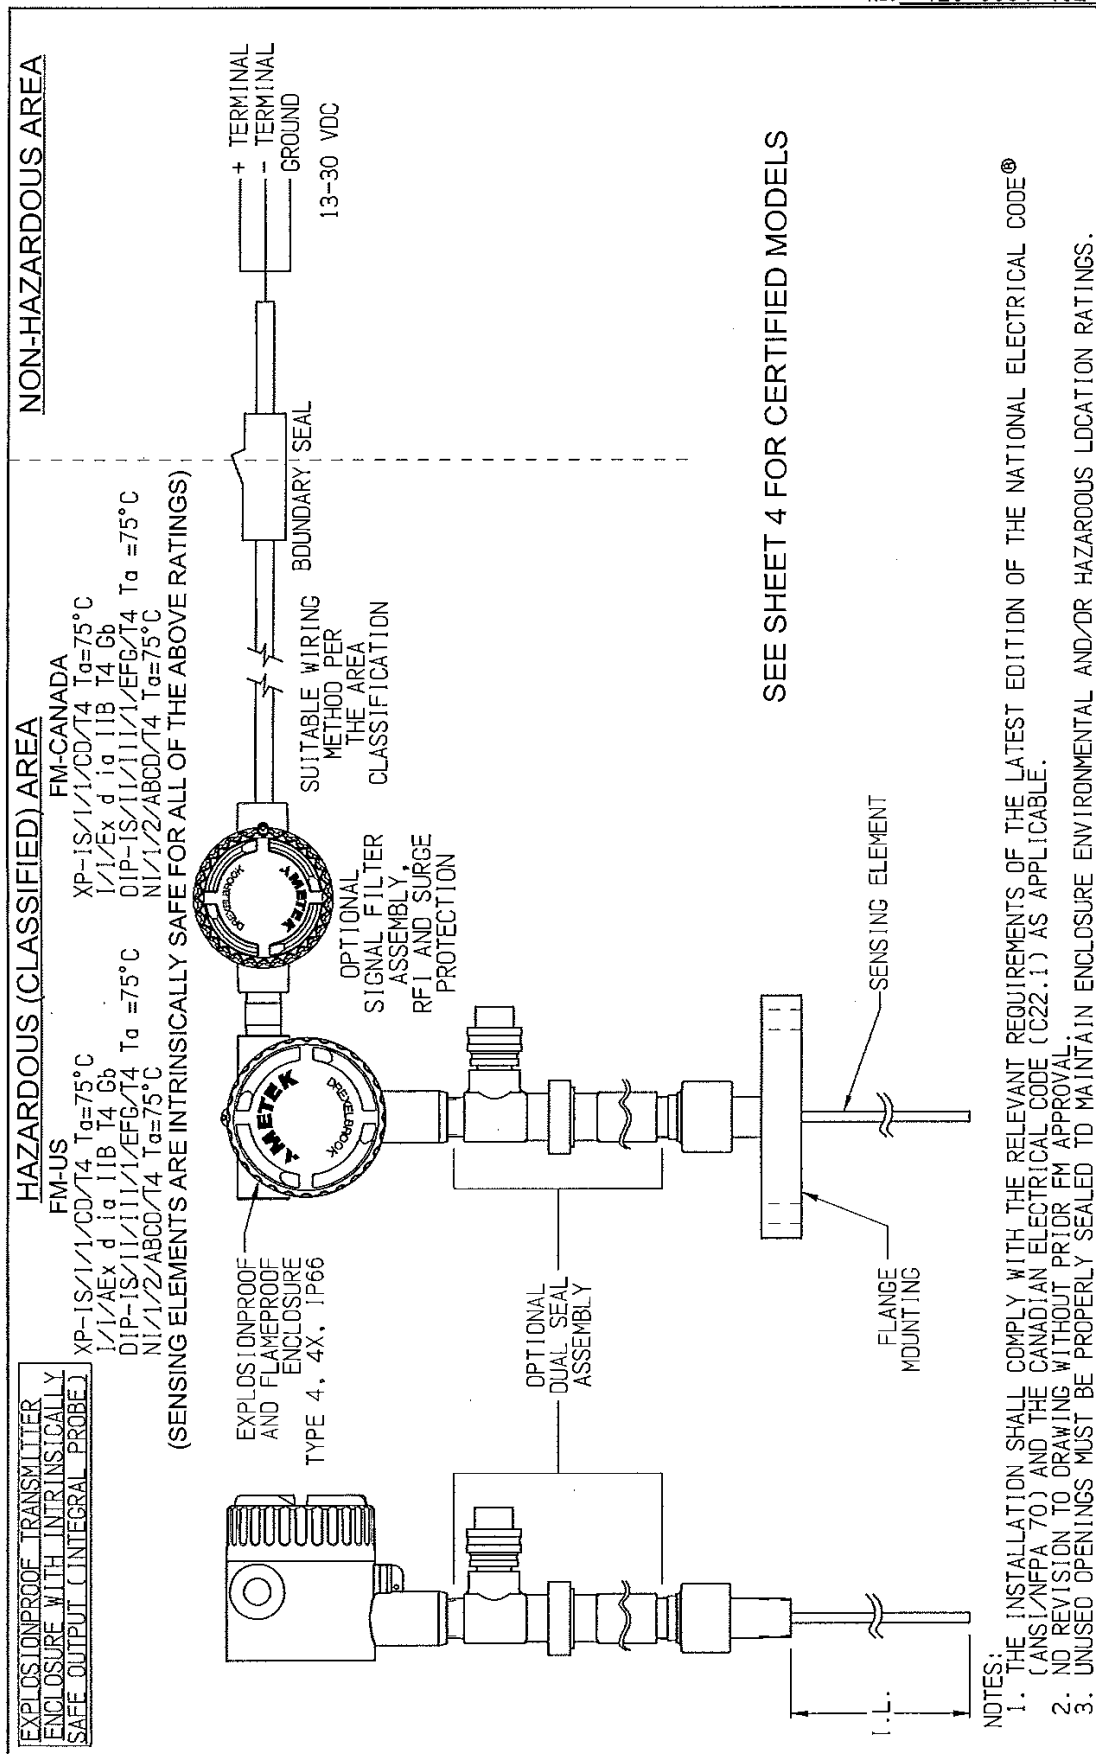 EXPLOSIONPROOF TRANSMITTER
ENCLOSURE WITH INTRINSICALLY
SAFE OUTPUT (INTEGRAL PROBE)
HAZARDOUS (CLASSIFIED) AREA
NON-HAZARDOUS AREA
FM-US
XP-IS/I/1/CD/T4 Ta=75°C
I/1/AEx d ia IIB T4 Gb
DIP-IS/II/III/1/EFG/T4 Ta =75°C
NI/1/2/ABCD/T4 Ta=75°C
FM-CANADA
XP-IS/I/1/CD/T4 Ta=75°C
I/1/Ex d ia IIB T4 Gb
DIP-IS/II/III/1/EFG/T4 Ta =75°C
NI/1/2/ABCD/T4 Ta=75°C
(SENSING ELEMENTS ARE INTRINSICALLY SAFE FOR ALL OF THE ABOVE RATINGS)
EXPLOSIONPROOF
AND FLAMEPROOF
ENCLOSURE
TYPE 4, 4X, IP66
AMETEK
DREXELBROOK
AMETEK
DREXELBROOK
OPTIONAL
SIGNAL FILTER
ASSEMBLY,
RFI AND SURGE
PROTECTION
SUITABLE WIRING
METHOD PER
THE AREA
CLASSIFICATION
BOUNDARY SEAL
+ TERMINAL
- TERMINAL
GROUND
13-30 VDC
OPTIONAL
DUAL SEAL
ASSEMBLY
FLANGE
MOUNTING
SENSING ELEMENT
I.L.
SEE SHEET 4 FOR CERTIFIED MODELS
NOTES:
1. THE INSTALLATION SHALL COMPLY WITH THE RELEVANT REQUIREMENTS OF THE LATEST EDITION OF THE NATIONAL ELECTRICAL CODE®
(ANSI/NFPA 70) AND THE CANADIAN ELECTRICAL CODE (C22.1) AS APPLICABLE.
2. NO REVISION TO DRAWING WITHOUT PRIOR FM APPROVAL.
3. UNUSED OPENINGS MUST BE PROPERLY SEALED TO MAINTAIN ENCLOSURE ENVIRONMENTAL AND/OR HAZARDOUS LOCATION RATINGS.